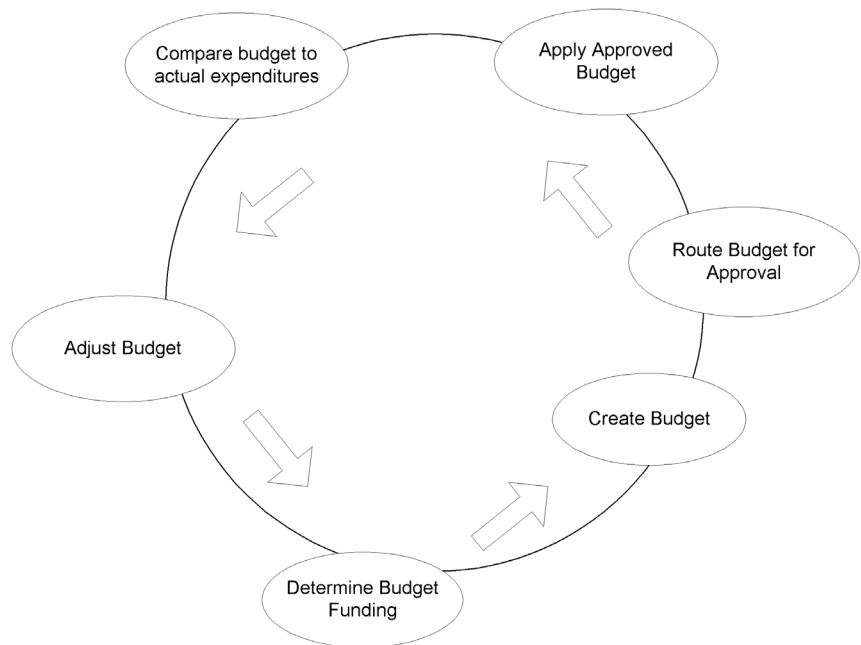 Compare budget to
actual expenditures
Apply Approved
Budget
Route Budget for
Approval
Adjust Budget
Create Budget
Determine Budget
Funding